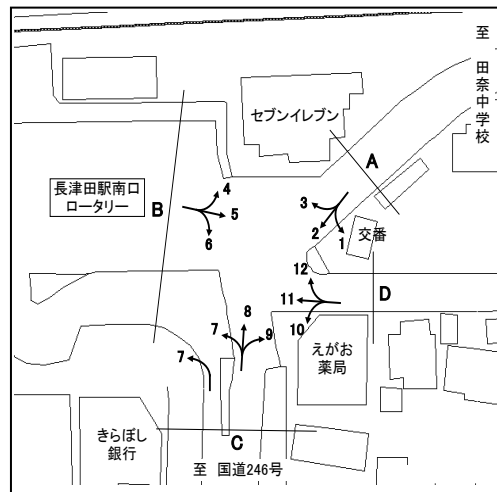 至 田奈中学校
セブンイレブン
A
長津田駅南口
ロータリー
B
4
5
6
3
2
1
交番
12
11
10
D
8
7
9
7
えがお
薬局
きらぼし
銀行
C
至 国道246号